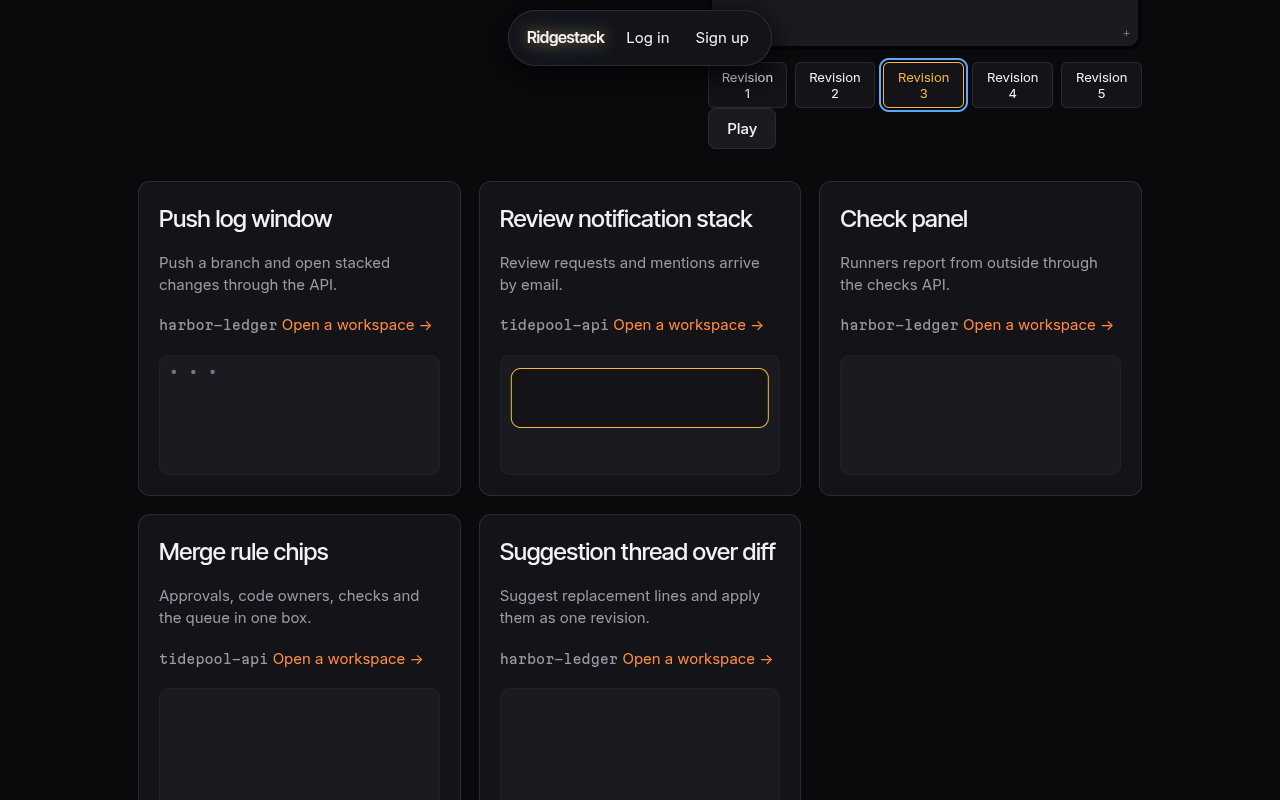 Ridgestack Log in Sign up
+
Revision 1
Revision 2
Revision 3
Revision 4
Revision 5
Play
Push log window
Push a branch and open stacked
changes through the API.
harbor-ledger Open a workspace →
Review notification stack
Review requests and mentions arrive
by email.
tidepool-api Open a workspace →
Check panel
Runners report from outside through
the checks API.
harbor-ledger Open a workspace →
Merge rule chips
Approvals, code owners, checks and
the queue in one box.
tidepool-api Open a workspace →
Suggestion thread over diff
Suggest replacement lines and apply
them as one revision.
harbor-ledger Open a workspace →